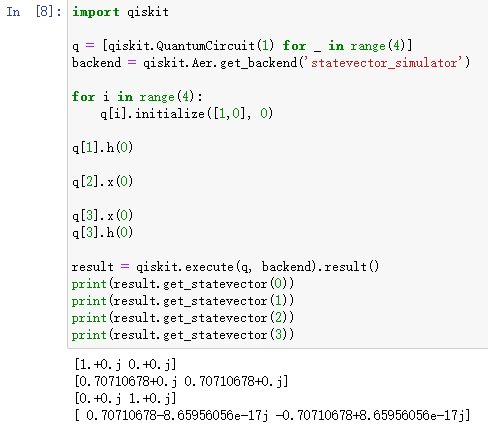 In [8]: import qiskit
q = [qiskit.QuantumCircuit(1) for _ in range(4)]
backend = qiskit.Aer.get_backend('statevector_simulator')
for i in range(4):
    q[i].initialize([1,0], 0)
q[1].h(0)
q[2].x(0)
q[3].x(0)
q[3].h(0)
result = qiskit.execute(q, backend).result()
print(result.get_statevector(0))
print(result.get_statevector(1))
print(result.get_statevector(2))
print(result.get_statevector(3))
[1.+0.j 0.+0.j]
[0.70710678+0.j 0.70710678+0.j]
[0.+0.j 1.+0.j]
[ 0.70710678-8.65956056e-17j -0.70710678+8.65956056e-17j]